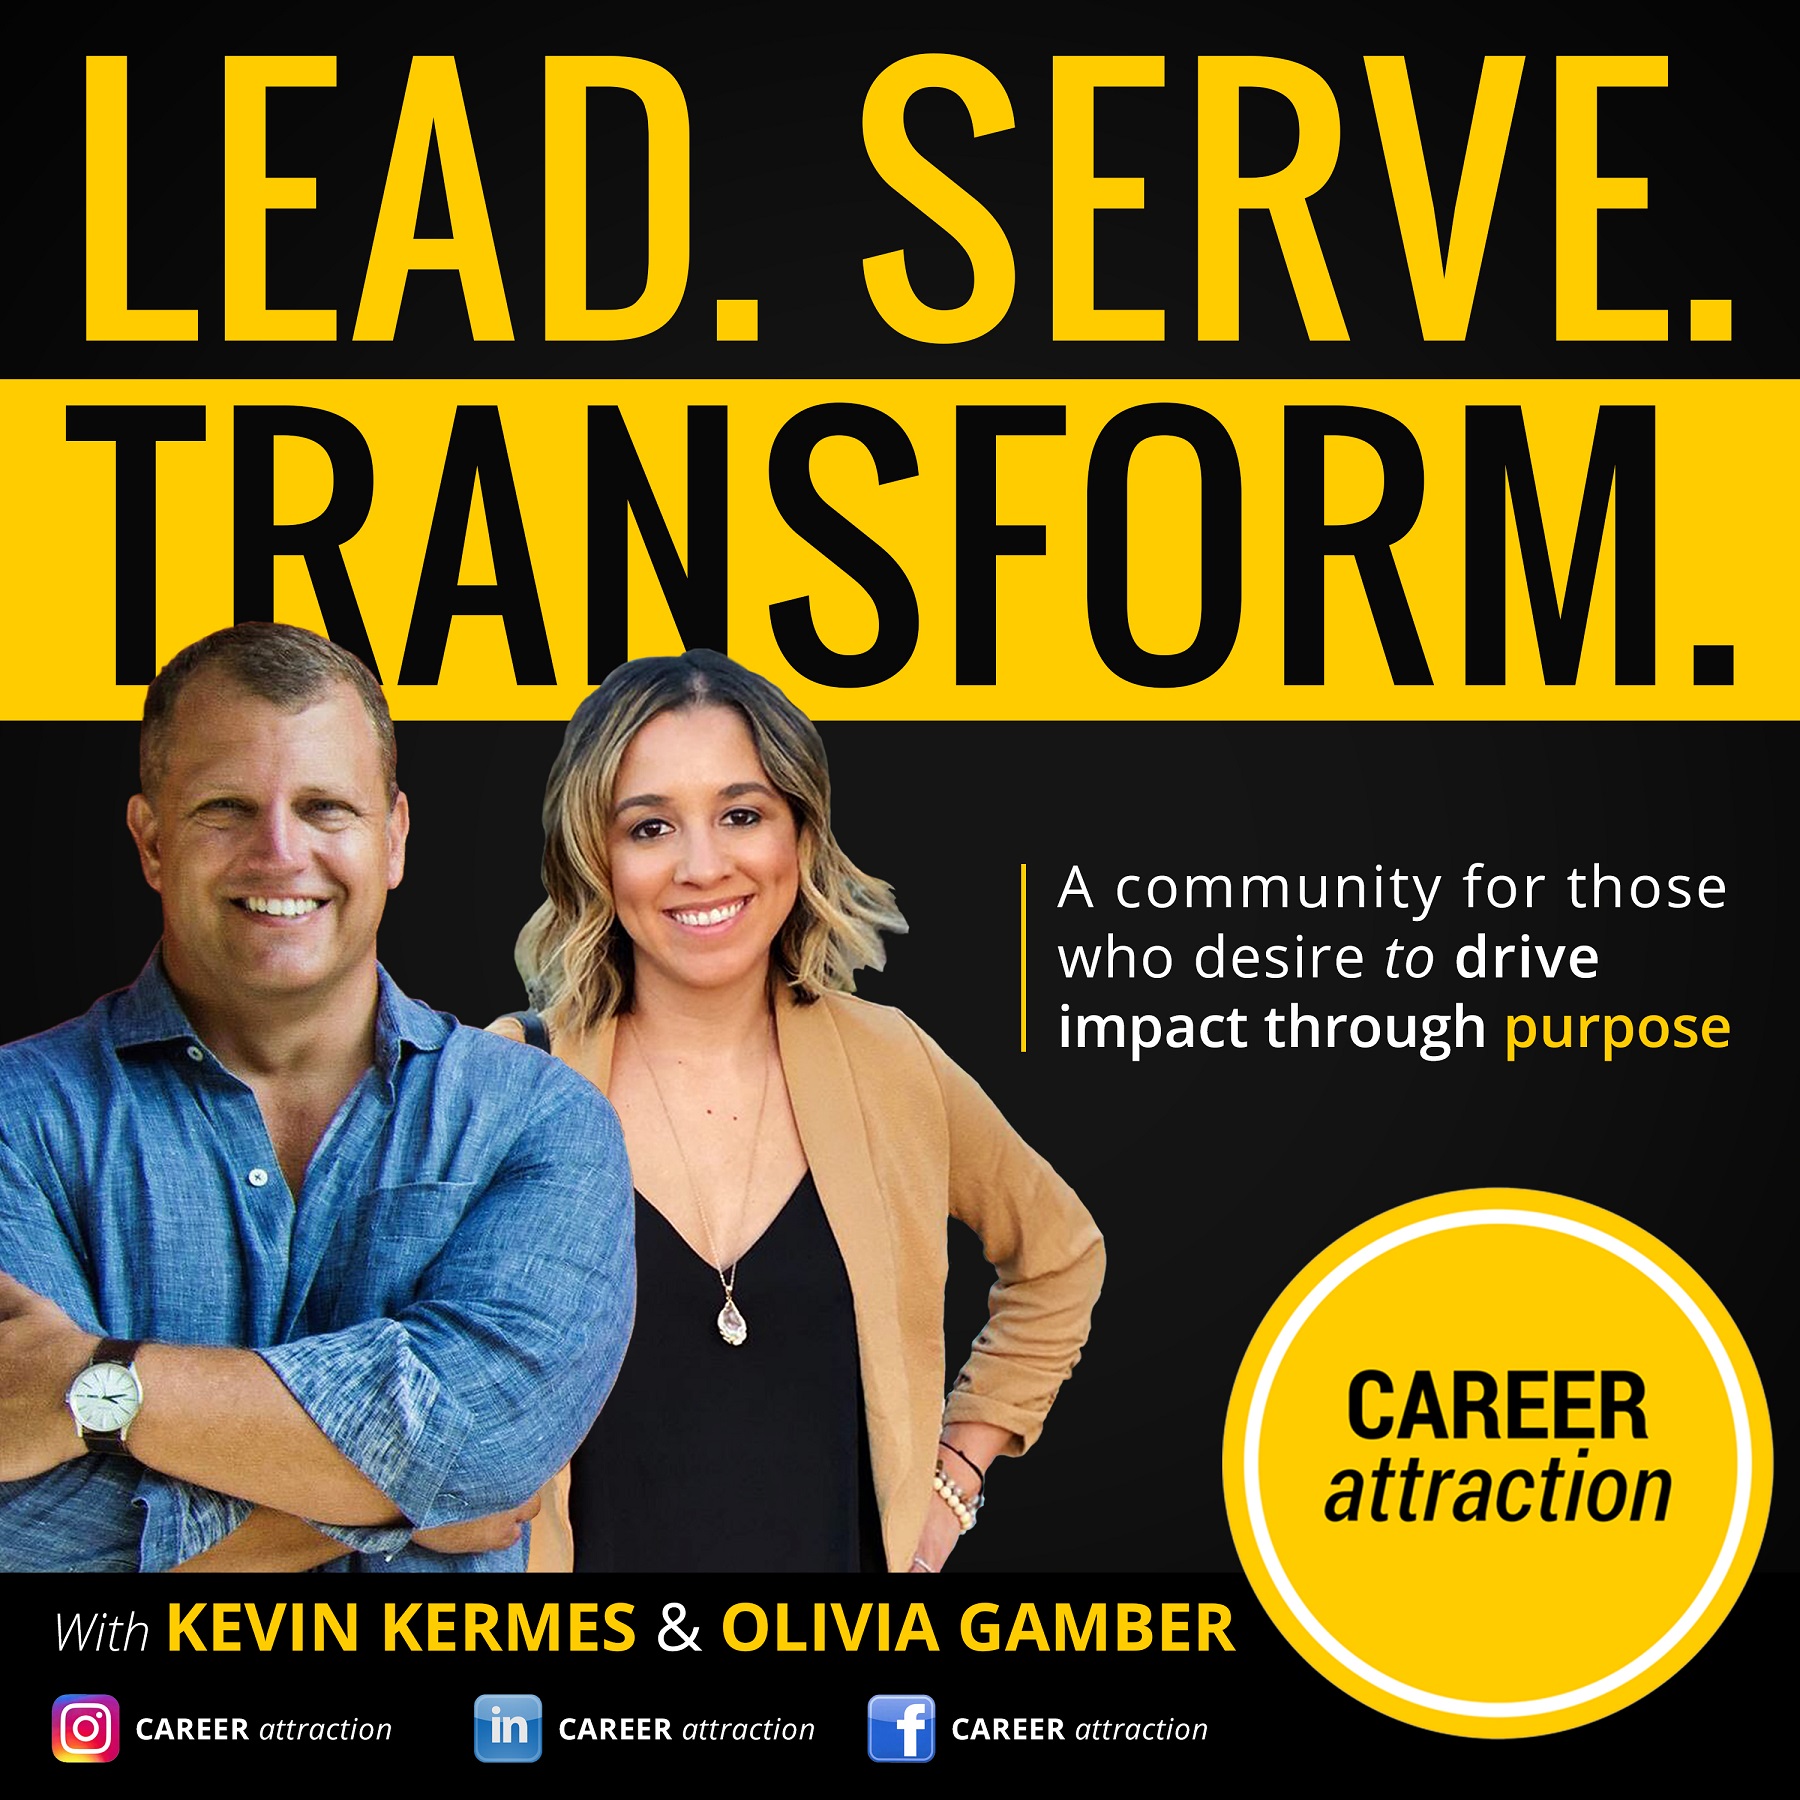 LEAD. SERVE.
TRANSFORM.
A community for those
who desire to drive
impact through purpose
CAREER
attraction
With KEVIN KERMES & OLIVIA GAMBER
CAREER attraction
CAREER attraction
CAREER attraction